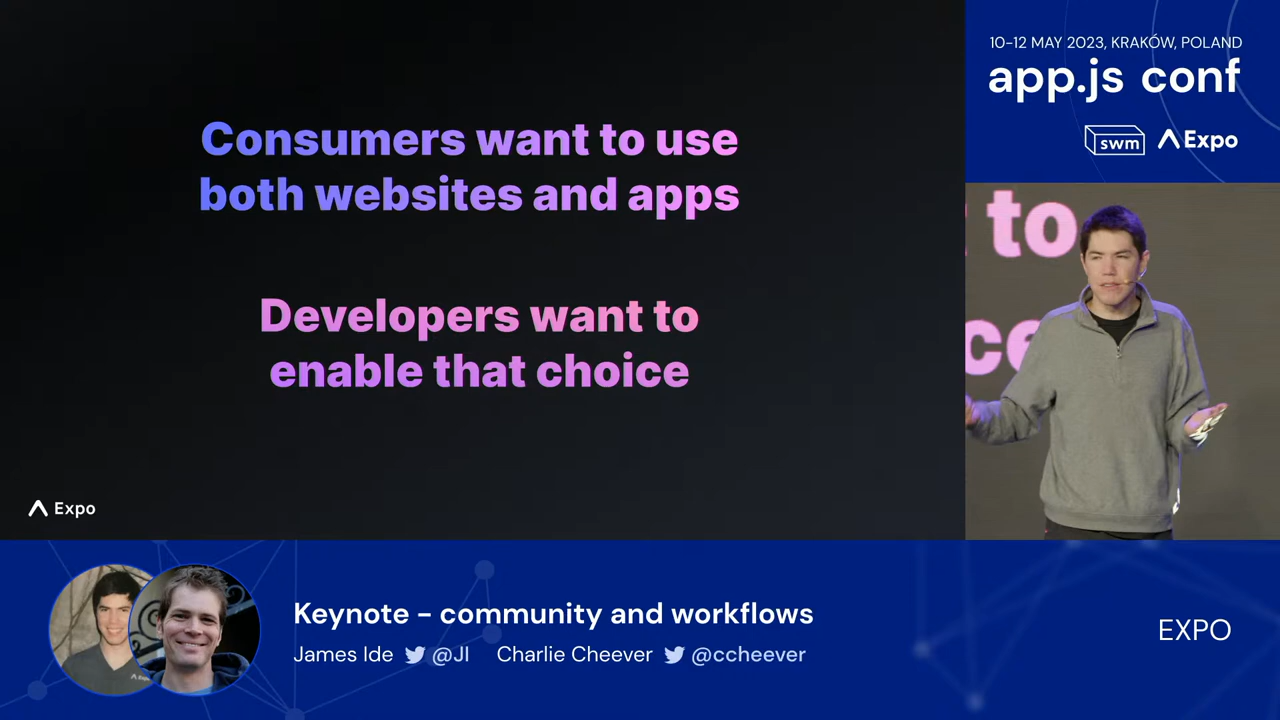 Consumers want to use
both websites and apps
Developers want to
enable that choice
Expo
10–12 MAY 2023, KRAKÓW, POLAND
app.js conf
swm Expo
to
ce
Keynote – community and workflows
James Ide @JI Charlie Cheever @ccheever
EXPO